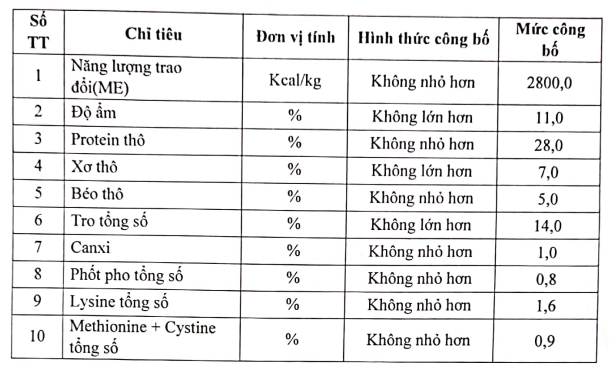 Số TT | Chỉ tiêu | Đơn vị tính | Hình thức công bố | Mức công bố
1 | Năng lượng trao đổi(ME) | Kcal/kg | Không nhỏ hơn | 2800,0
2 | Độ ẩm | % | Không lớn hơn | 11,0
3 | Protein thô | % | Không nhỏ hơn | 28,0
4 | Xơ thô | % | Không lớn hơn | 7,0
5 | Béo thô | % | Không nhỏ hơn | 5,0
6 | Tro tổng số | % | Không lớn hơn | 14,0
7 | Canxi | % | Không nhỏ hơn | 1,0
8 | Phốt pho tổng số | % | Không nhỏ hơn | 0,8
9 | Lysine tổng số | % | Không nhỏ hơn | 1,6
10 | Methionine + Cystine tổng số | % | Không nhỏ hơn | 0,9